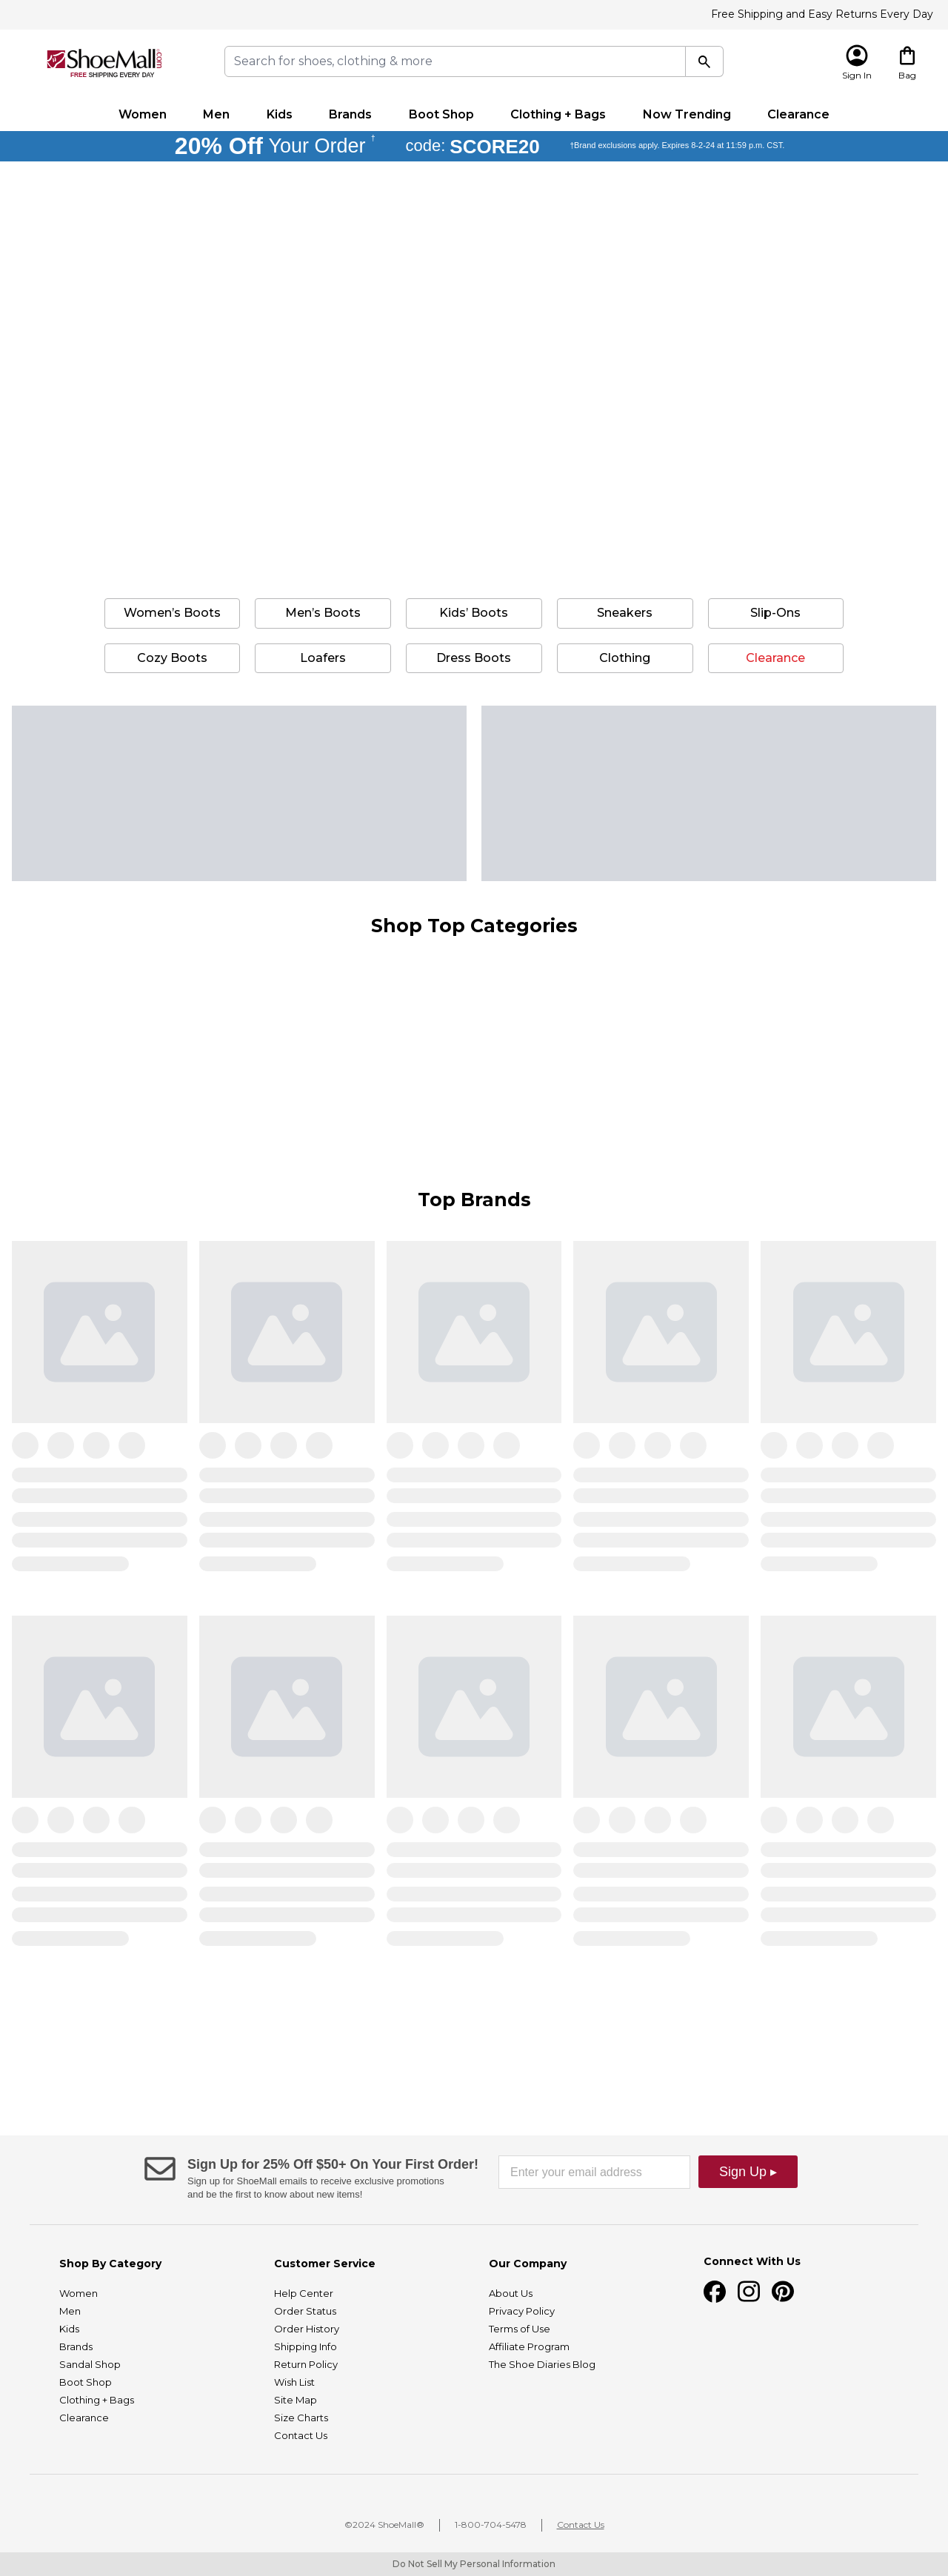 Free Shipping and Easy Returns Every Day
ShoeMall.com
FREE SHIPPING EVERY DAY
Search for shoes, clothing & more
Sign In
Bag
Women Men Kids Brands Boot Shop Clothing + Bags Now Trending Clearance
20% Off Your Order † code: SCORE20 †Brand exclusions apply. Expires 8-2-24 at 11:59 p.m. CST.
Women’s Boots Men’s Boots Kids’ Boots Sneakers Slip-Ons
Cozy Boots Loafers Dress Boots Clothing Clearance
Shop Top Categories
Top Brands
Sign Up for 25% Off $50+ On Your First Order!
Sign up for ShoeMall emails to receive exclusive promotions
and be the first to know about new items!
Enter your email address
Sign Up ▸
Shop By Category
Women
Men
Kids
Brands
Sandal Shop
Boot Shop
Clothing + Bags
Clearance
Customer Service
Help Center
Order Status
Order History
Shipping Info
Return Policy
Wish List
Site Map
Size Charts
Contact Us
Our Company
About Us
Privacy Policy
Terms of Use
Affiliate Program
The Shoe Diaries Blog
Connect With Us
©2024 ShoeMall® 1-800-704-5478 Contact Us
Do Not Sell My Personal Information